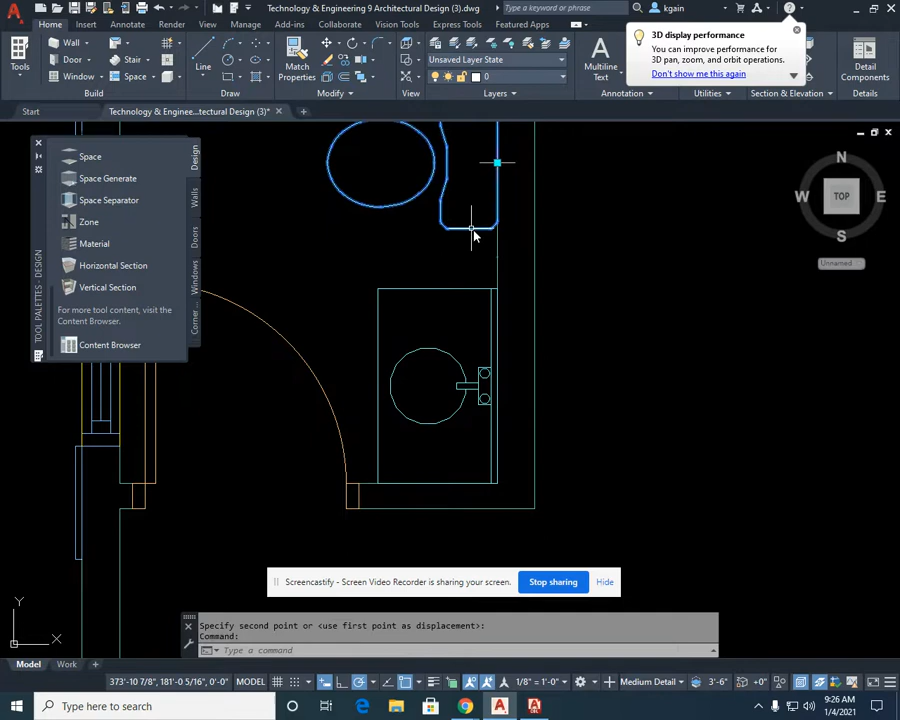 Technology & Engineering 9 Architectural Design (3).dwg
Type a keyword or phrase
kgain
Home Insert Annotate Render View Manage Add-ins Collaborate Vision Tools Express Tools Featured Apps
Tools
Wall
Door
Window
Stair
Space
Build
Line
Draw
Match
Properties
Modify
View
Unsaved Layer State
0
Layers
Multiline
Text
Annotation
Utilities
Section & Elevation
Detail
Components
Details
3D display performance
You can improve performance for
3D pan, zoom, and orbit operations.
Don't show me this again
Start
Technology & Enginee...tectural Design (3)*
TOOL PALETTES - DESIGN
Space
Space Generate
Space Separator
Zone
Material
Horizontal Section
Vertical Section
For more tool content, visit the
Content Browser.
Content Browser
Design
Walls
Doors
Windows
Corner ...
N
W
TOP
E
S
Unnamed
Screencastify - Screen Video Recorder is sharing your screen.
Stop sharing
Hide
Y
X
Specify second point or <use first point as displacement>:
Command:
Type a command
Model
Work
373'-10 7/8", 181'-0 5/16", 0'-0"
MODEL
1/8" = 1'-0"
Medium Detail
3'-6"
+0"
Type here to search
9:26 AM
1/4/2021